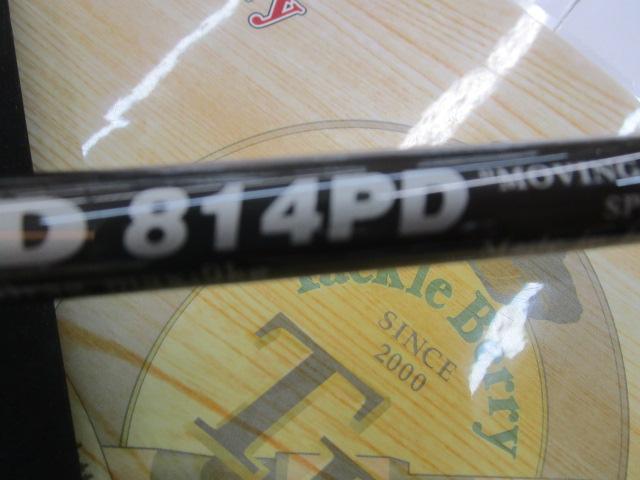 y
D 814PD "MOVING
SP
Tackle Berry
SINCE
2000
T